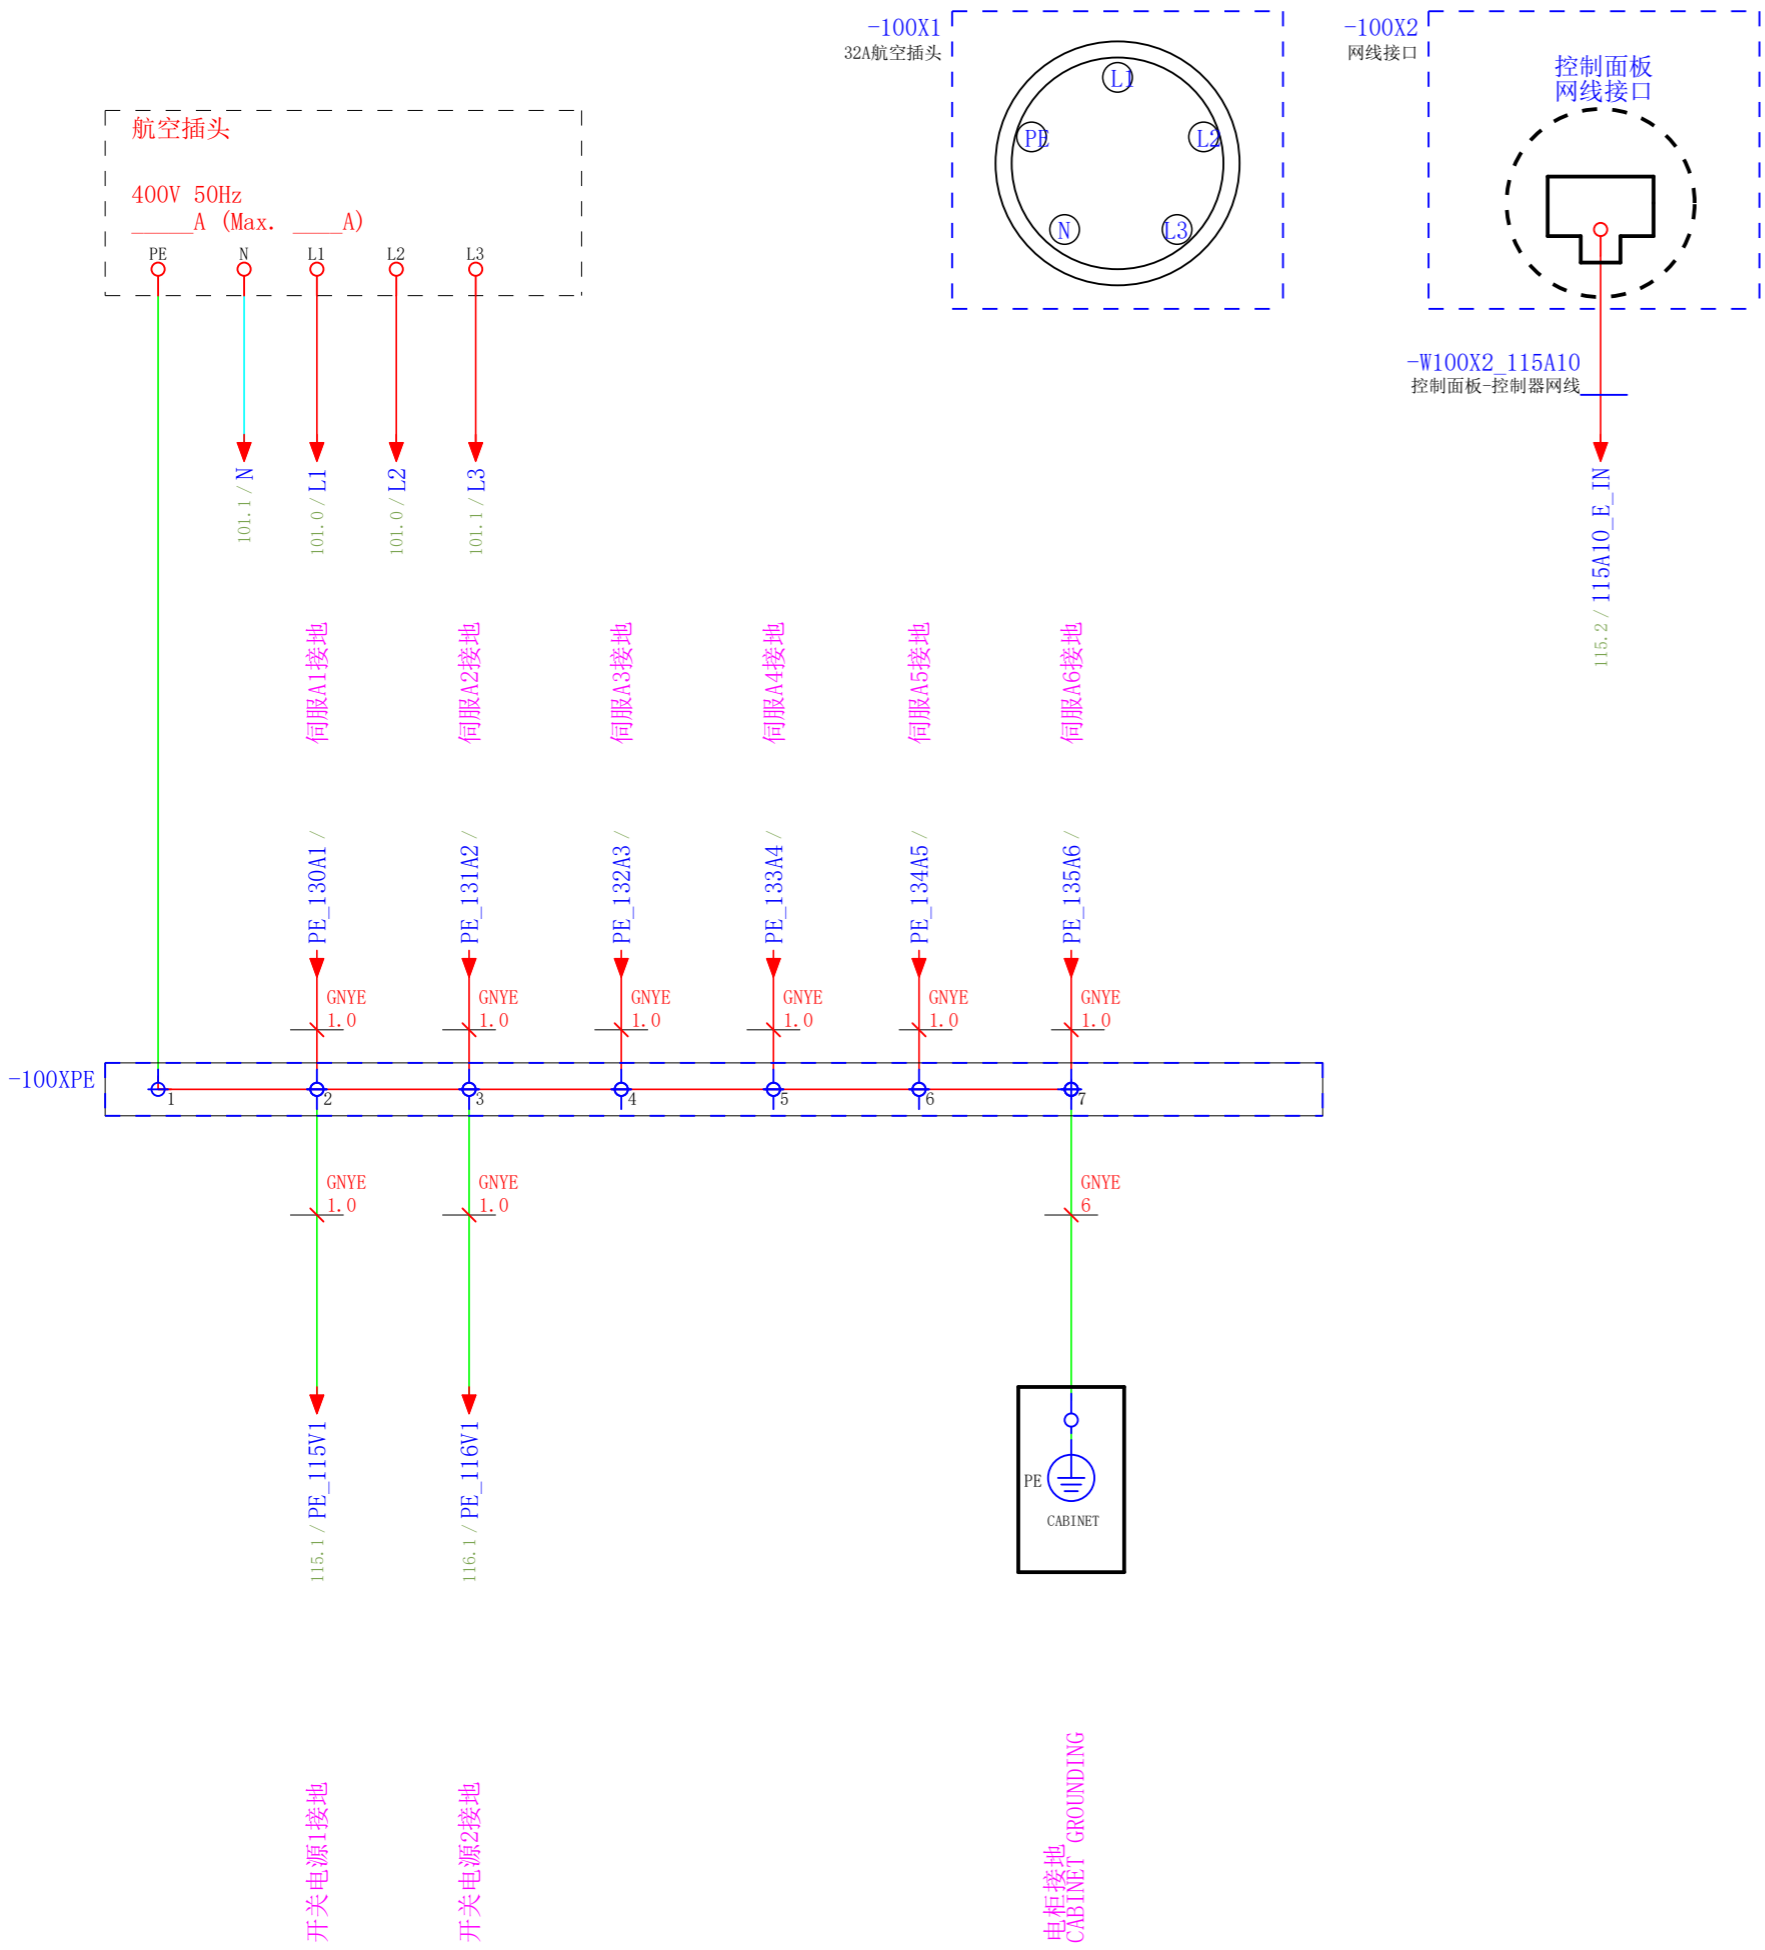 -100X1
32A航空插头
L1
PE
L2
N
L3
-100X2
网线接口
控制面板
网线接口
航空插头
400V 50Hz
_____A (Max. ____A)
PE
N
L1
L2
L3
-W100X2_115A10
控制面板-控制器网线
101.1 / N
101.0 / L1
101.0 / L2
101.1 / L3
115.2 / 115A10_E_IN
伺服A1接地
伺服A2接地
伺服A3接地
伺服A4接地
伺服A5接地
伺服A6接地
PE_130A1 /
PE_131A2 /
PE_132A3 /
PE_133A4 /
PE_134A5 /
PE_135A6 /
GNYE
1.0
GNYE
1.0
GNYE
1.0
GNYE
1.0
GNYE
1.0
GNYE
1.0
-100XPE
1
2
3
4
5
6
7
GNYE
1.0
GNYE
1.0
GNYE
6
115.1 / PE_115V1
116.1 / PE_116V1
PE
CABINET
开关电源1接地
开关电源2接地
电柜接地
CABINET GROUNDING